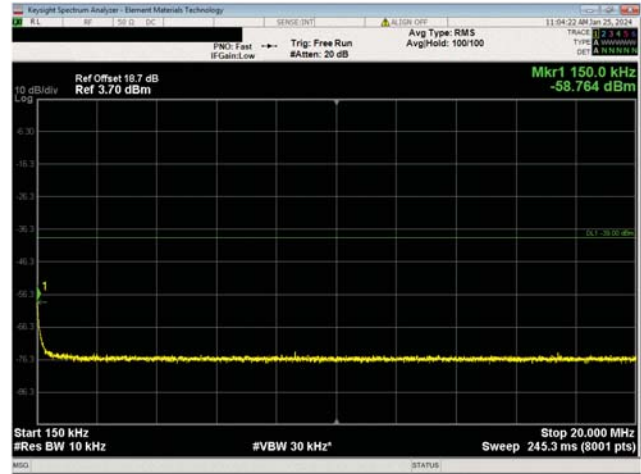 Keysight Spectrum Analyzer - Element Materials Technology
RL RF 50 Ω DC SENSE:INT ALIGN OFF 11:04:22 AM Jan 25, 2024
PNO: Fast Trig: Free Run Avg Type: RMS TRACE 1 2 3 4 5 6
IFGain:Low #Atten: 20 dB Avg|Hold: 100/100 TYPE A WWWWW
DET A N N N N N
Mkr1 150.0 kHz
-58.764 dBm
Ref Offset 18.7 dB
10 dB/div Ref 3.70 dBm
Log
-6.30
-16.3
-26.3
-36.3
DL1 -39.00 dBm
-46.3
1
-56.3
-66.3
-76.3
-86.3
Start 150 kHz Stop 20.000 MHz
#Res BW 10 kHz #VBW 30 kHz* Sweep 245.3 ms (8001 pts)
MSG STATUS